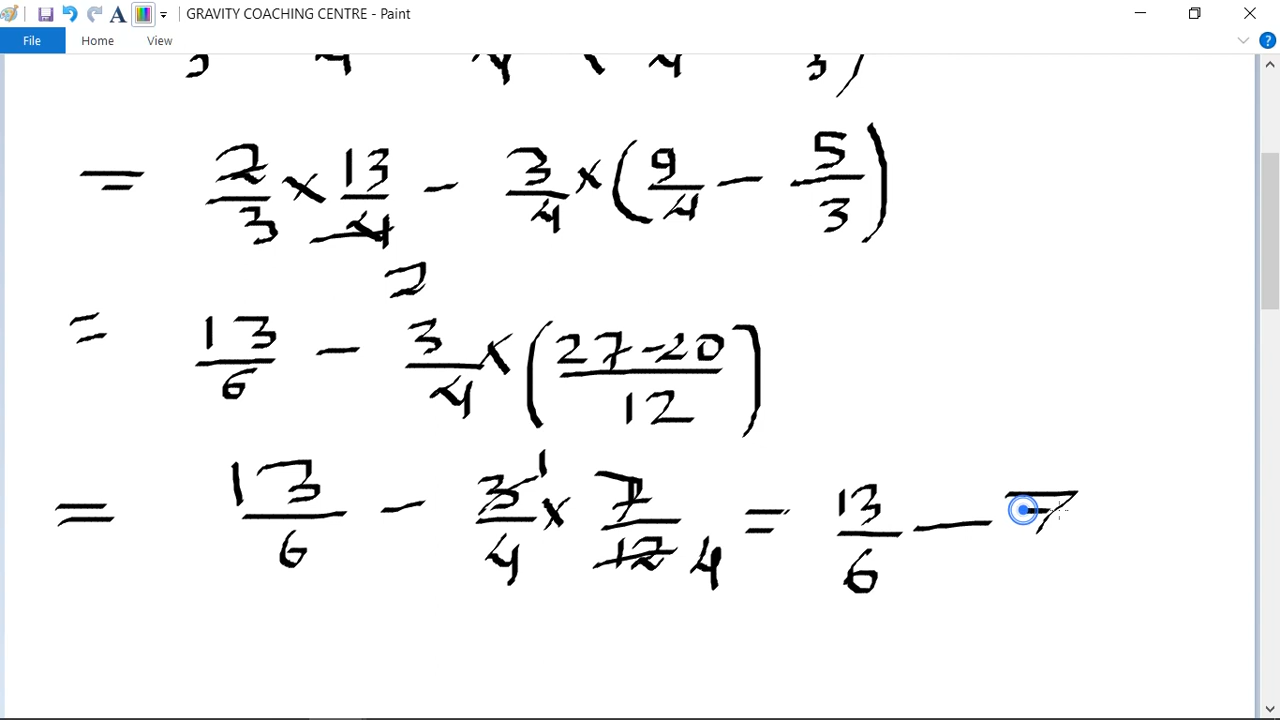 GRAVITY COACHING CENTRE - Paint
File Home View
= 2/3 × 13/4 - 3/4 × (9/4 - 5/3)
2
= 13/6 - 3/4 × (27-20/12)
1
= 13/6 - 3/4 × 7/12 4 = 13/6 - 7